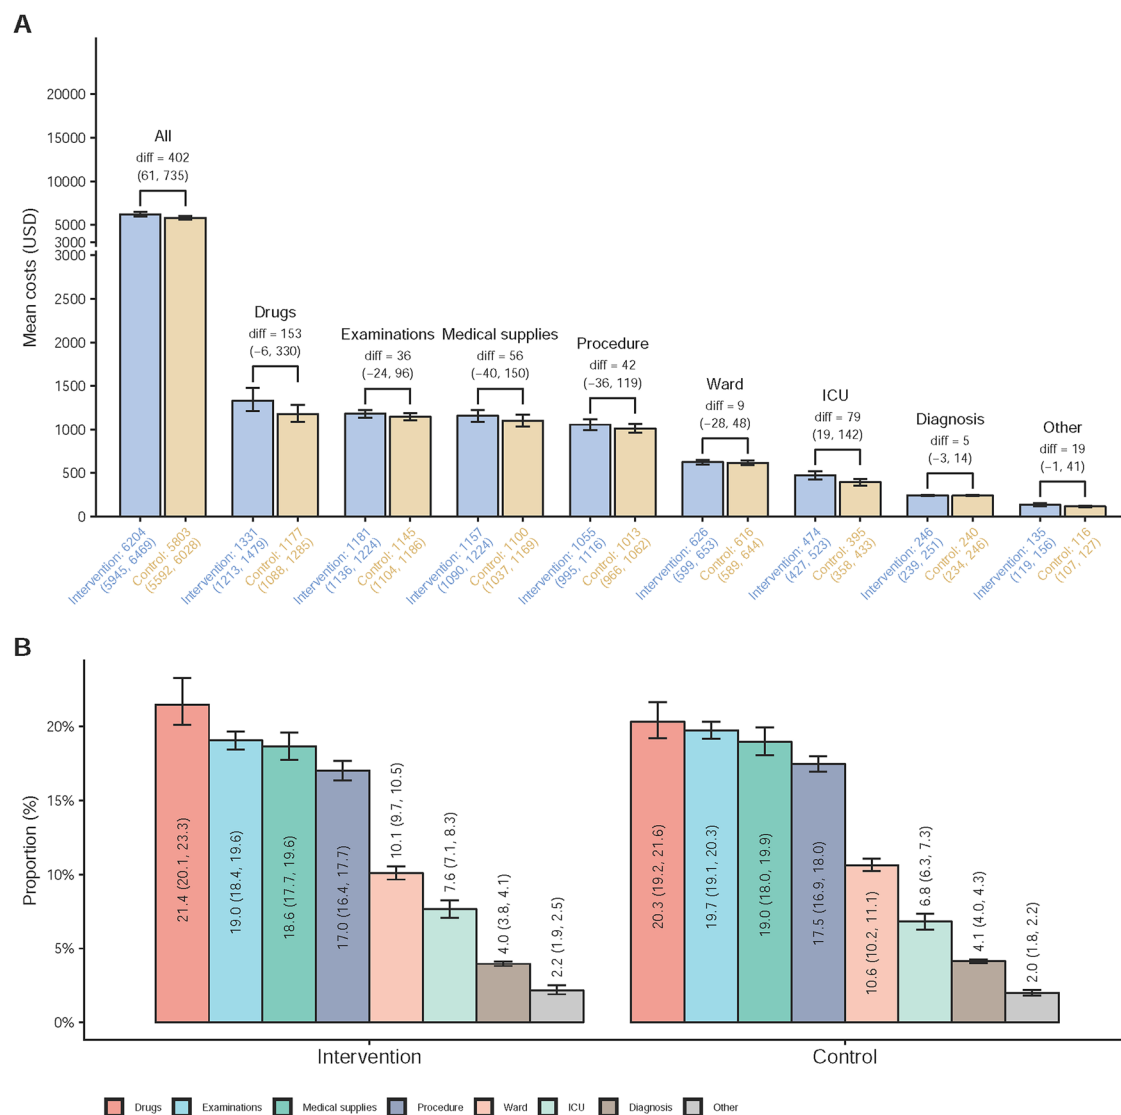 A
Mean costs (USD)
20000
15000
10000
5000
3000
3000
2500
2000
1500
1000
500
0
All
diff = 402
(61, 735)
Drugs
diff = 153
(−6, 330)
Examinations
diff = 36
(−24, 96)
Medical supplies
diff = 56
(−40, 150)
Procedure
diff = 42
(−36, 119)
Ward
diff = 9
(−28, 48)
ICU
diff = 79
(19, 142)
Diagnosis
diff = 5
(−3, 14)
Other
diff = 19
(−1, 41)
Intervention: 6204
(5945, 6469)
Control: 5803
(5592, 6028)
Intervention: 1331
(1213, 1479)
Control: 1177
(1088, 1285)
Intervention: 1181
(1136, 1224)
Control: 1145
(1104, 1186)
Intervention: 1157
(1090, 1224)
Control: 1100
(1037, 1169)
Intervention: 1055
(995, 1116)
Control: 1013
(966, 1062)
Intervention: 626
(599, 653)
Control: 616
(589, 644)
Intervention: 474
(427, 523)
Control: 395
(358, 433)
Intervention: 246
(239, 251)
Control: 240
(234, 246)
Intervention: 135
(119, 156)
Control: 116
(107, 127)
B
Proportion (%)
20%
15%
10%
5%
0%
21.4 (20.1, 23.3)
19.0 (18.4, 19.6)
18.6 (17.7, 19.6)
17.0 (16.4, 17.7)
10.1 (9.7, 10.5)
7.6 (7.1, 8.3)
4.0 (3.8, 4.1)
2.2 (1.9, 2.5)
20.3 (19.2, 21.6)
19.7 (19.1, 20.3)
19.0 (18.0, 19.9)
17.5 (16.9, 18.0)
10.6 (10.2, 11.1)
6.8 (6.3, 7.3)
4.1 (4.0, 4.3)
2.0 (1.8, 2.2)
Intervention
Control
Drugs Examinations Medical supplies Procedure Ward ICU Diagnosis Other